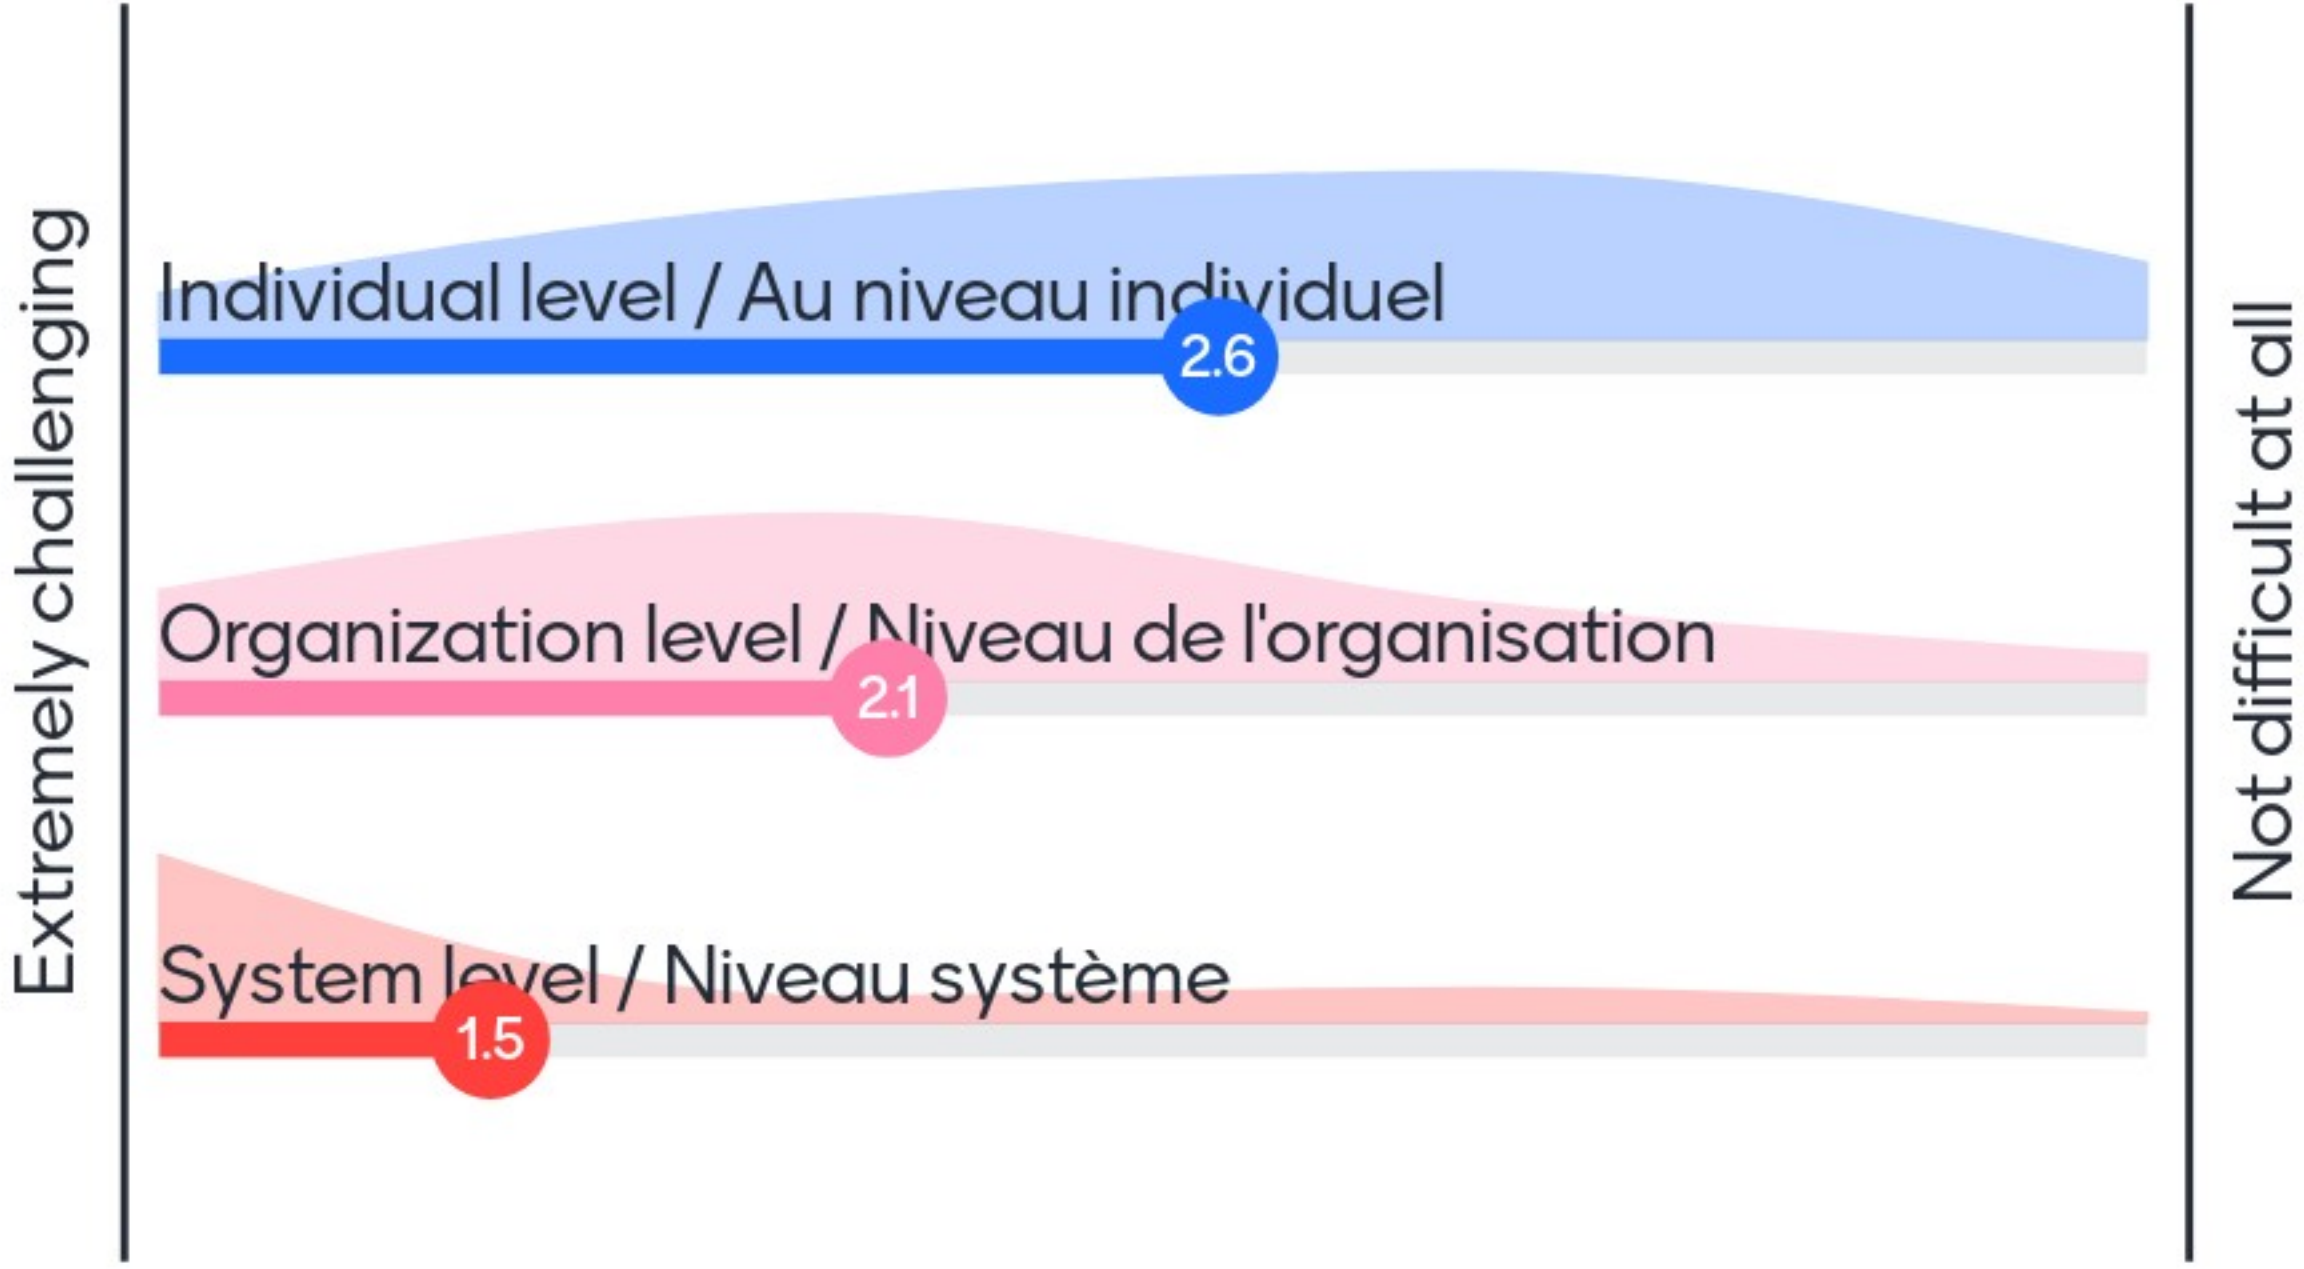 Extremely challenging
Individual level / Au niveau individuel
2.6
Organization level / Niveau de l'organisation
2.1
System level / Niveau système
1.5
Not difficult at all